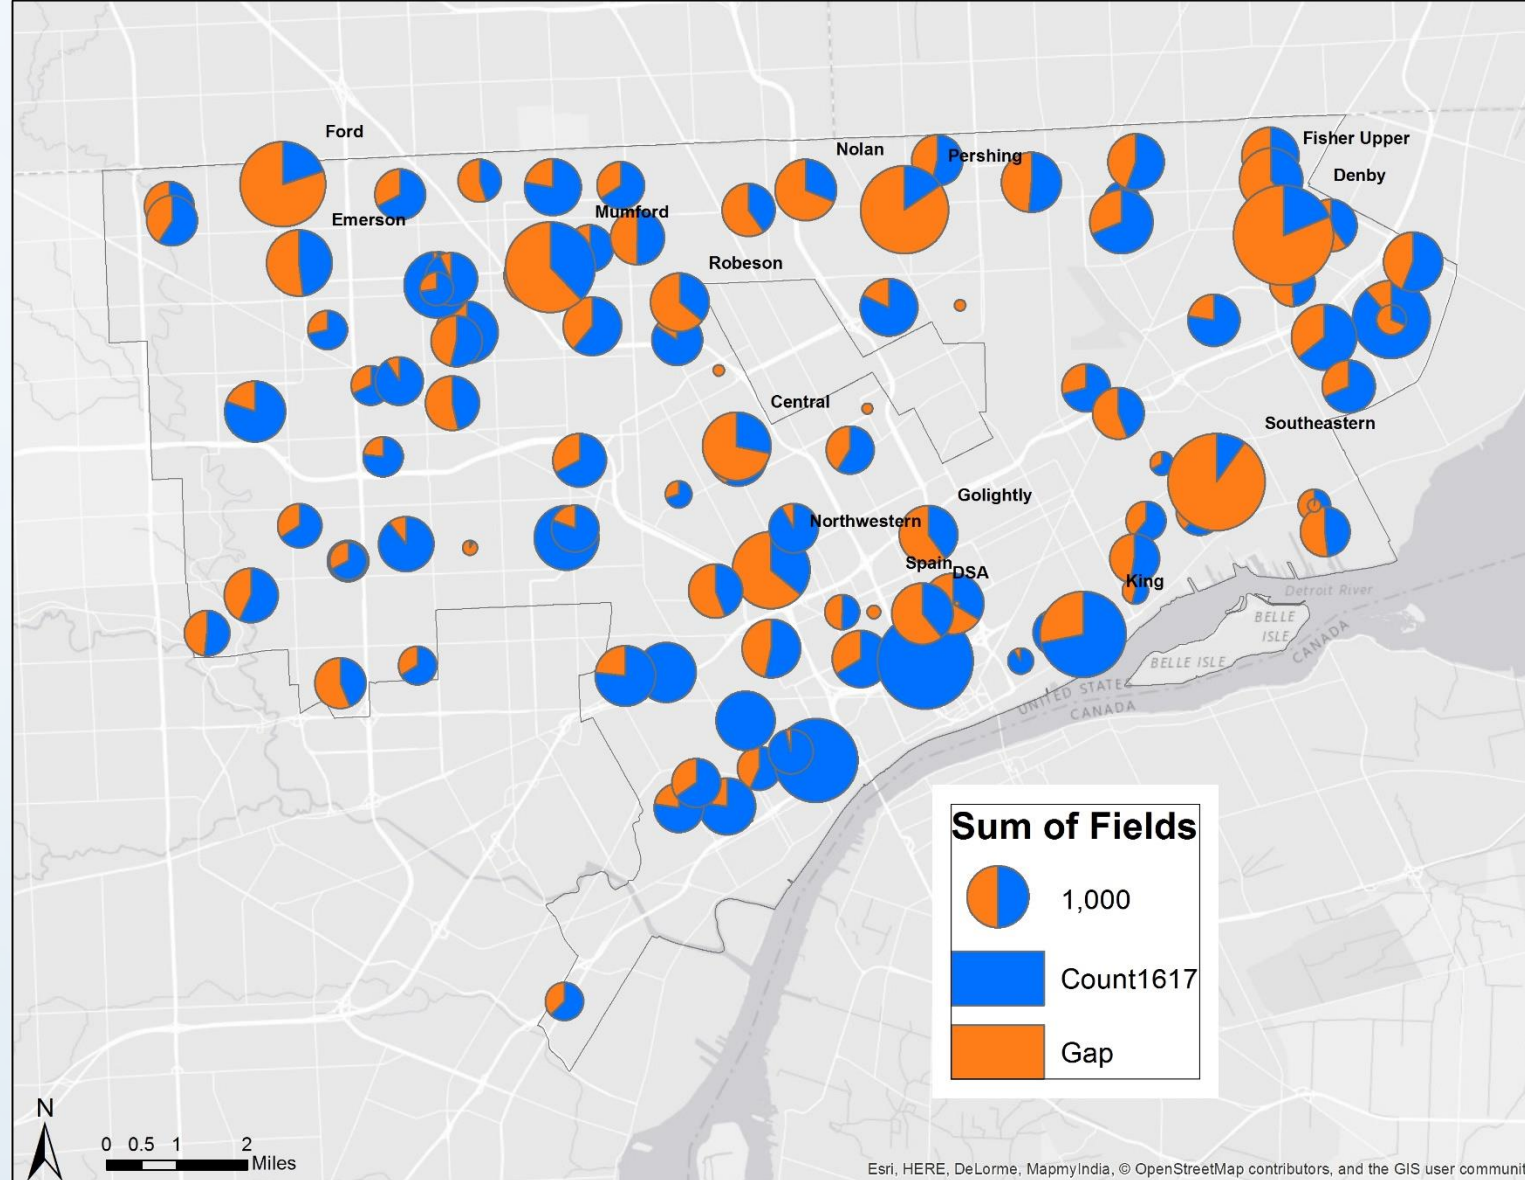 Ford
Fisher Upper
Nolan
Pershing
Denby
Emerson
Mumford
Robeson
Central
Southeastern
Golightly
Northwestern
Spain
DSA
King
Detroit River
BELLE
ISLE
BELLE ISLE
CANADA
UNITED STATES
CANADA
Sum of Fields
1,000
Count1617
Gap
N
0 0.5 1 2
Miles
Esri, HERE, DeLorme, MapmyIndia, © OpenStreetMap contributors, and the GIS user communit